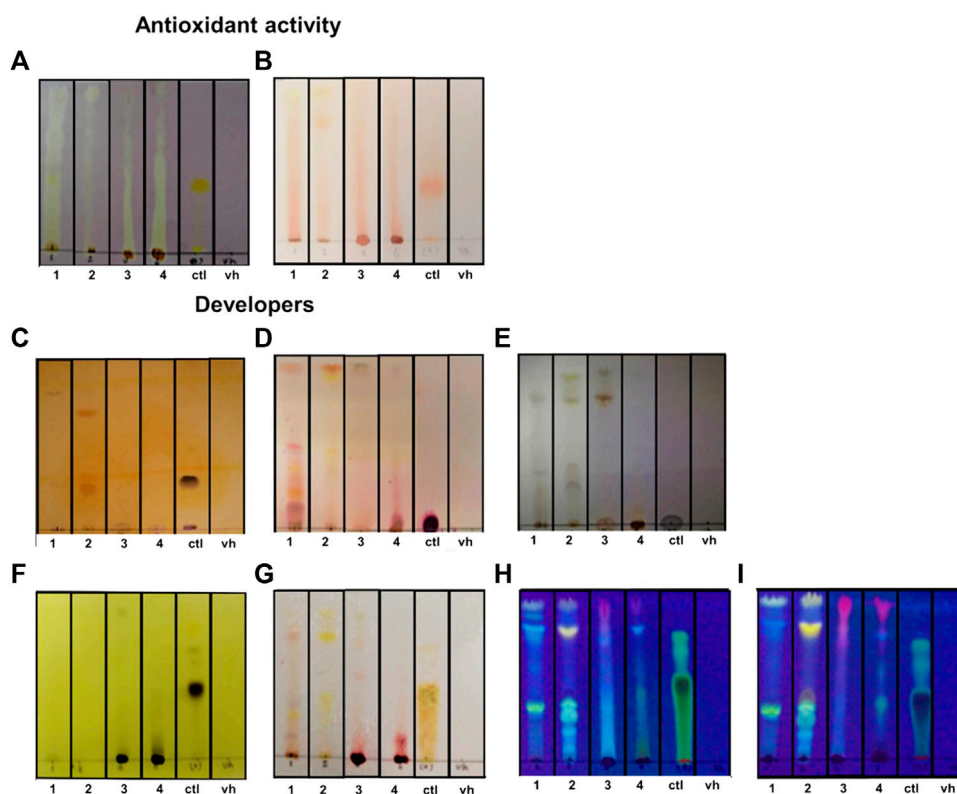 Antioxidant activity
A B
1 2 3 4 ctl vh 1 2 3 4 ctl vh
Developers
C D E
1 2 3 4 ctl vh 1 2 3 4 ctl vh 1 2 3 4 ctl vh
F G H I
1 2 3 4 ctl vh 1 2 3 4 ctl vh 1 2 3 4 ctl vh 1 2 3 4 ctl vh